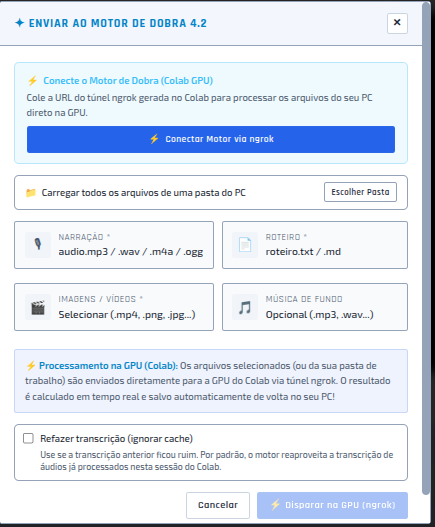 ✦ ENVIAR AO MOTOR DE DOBRA 4.2
✕
⚡ Conecte o Motor de Dobra (Colab GPU)
Cole a URL do túnel ngrok gerada no Colab para processar os arquivos do seu PC
direto na GPU.
⚡ Conectar Motor via ngrok
📁 Carregar todos os arquivos de uma pasta do PC
Escolher Pasta
NARRAÇÃO *
audio.mp3 / .wav / .m4a / .ogg
ROTEIRO *
roteiro.txt / .md
IMAGENS / VÍDEOS *
Selecionar (.mp4, .png, .jpg...)
MÚSICA DE FUNDO
Opcional (.mp3, .wav...)
⚡ Processamento na GPU (Colab): Os arquivos selecionados (ou da sua pasta de
trabalho) são enviados diretamente para a GPU do Colab via túnel ngrok. O resultado
é calculado em tempo real e salvo automaticamente de volta no seu PC!
Refazer transcrição (ignorar cache)
Use se a transcrição anterior ficou ruim. Por padrão, o motor reaproveita a transcrição de
áudios já processados nesta sessão do Colab.
Cancelar
⚡ Disparar na GPU (ngrok)